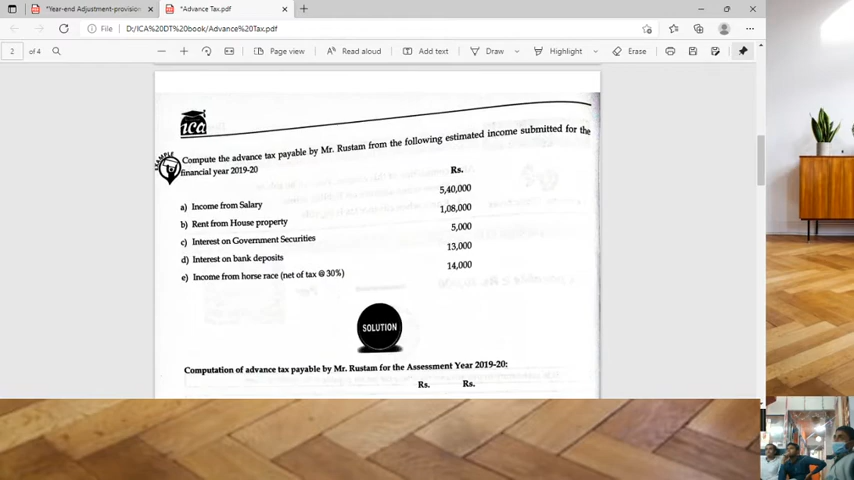 *Year-end Adjustment-provision
*Advance Tax.pdf
File
D:/ICA%20DT%20book/Advance%20Tax.pdf
2
of 4
Page view
Read aloud
Add text
Draw
Highlight
Erase
ica
EXAMPLE
Compute the advance tax payable by Mr. Rustam from the following estimated income submitted for the
financial year 2019-20
Rs.
a) Income from Salary 5,40,000
b) Rent from House property 1,08,000
c) Interest on Government Securities 5,000
d) Interest on bank deposits 13,000
e) Income from horse race (net of tax @ 30%) 14,000
SOLUTION
Computation of advance tax payable by Mr. Rustam for the Assessment Year 2019-20:
Rs. Rs.